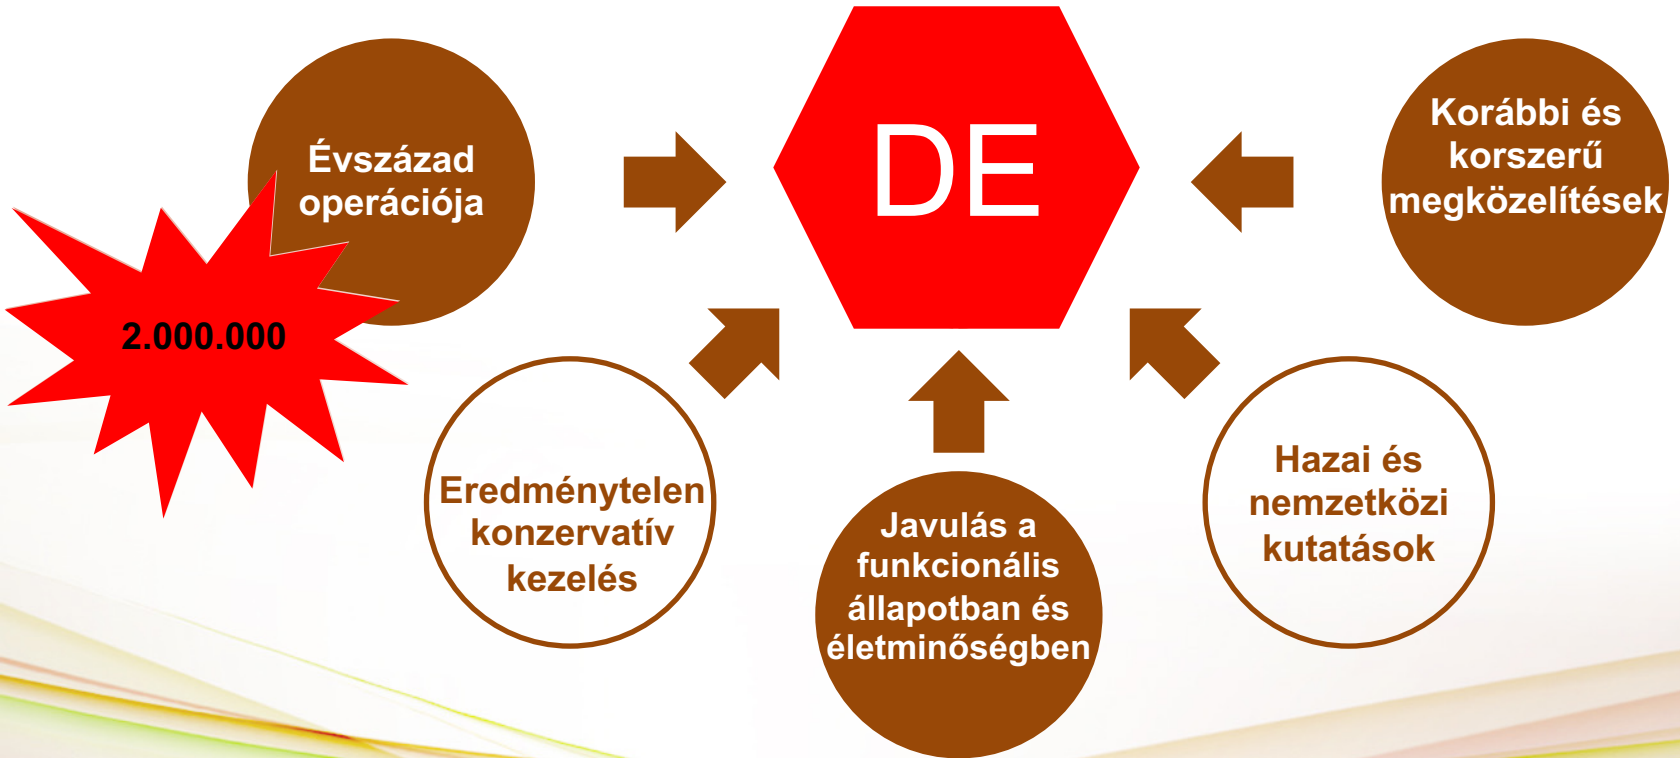 Évszázad
operációja
2.000.000
DE
Korábbi és
korszerű
megközelítések
Eredménytelen
konzervatív
kezelés
Javulás a
funkcionális
állapotban és
életminőségben
Hazai és
nemzetközi
kutatások